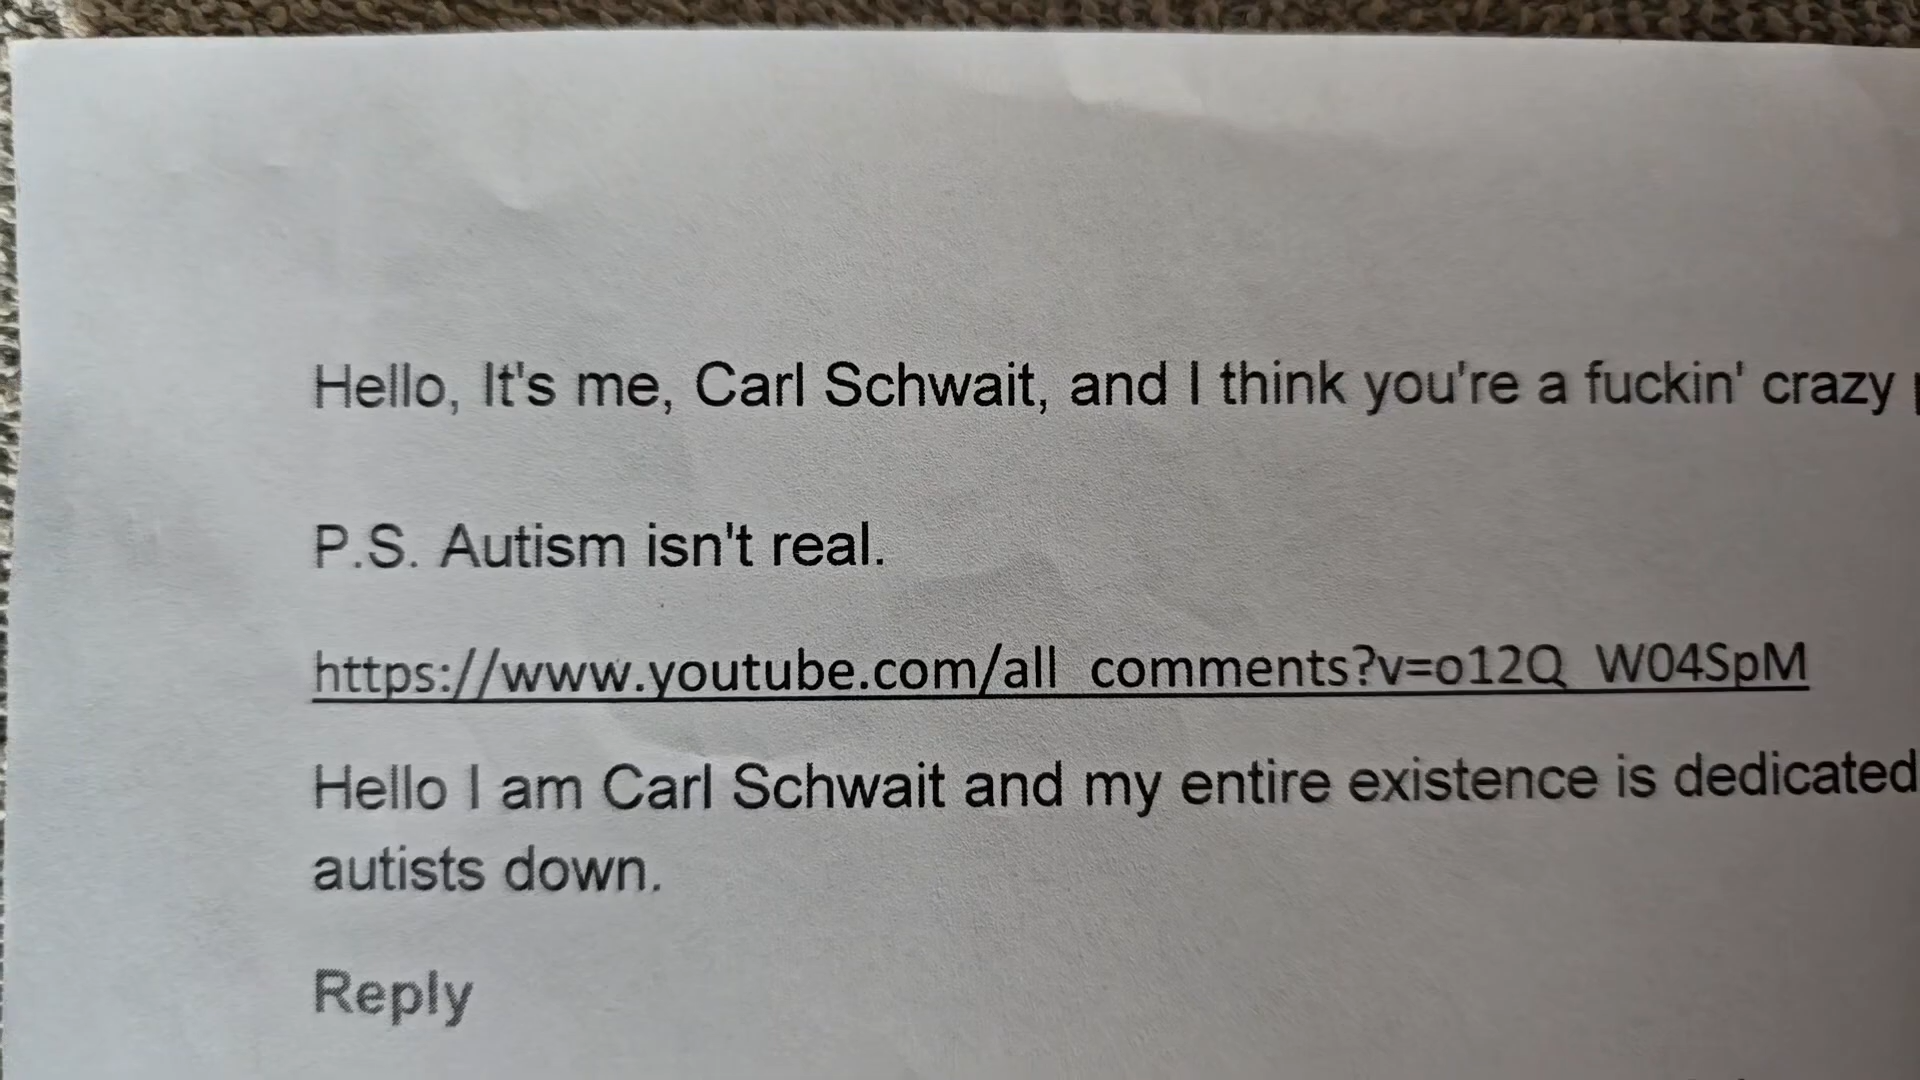 Hello, It's me, Carl Schwait, and I think you're a fuckin' crazy
P.S. Autism isn't real.
https://www.youtube.com/all_comments?v=o12Q_W04SpM
Hello I am Carl Schwait and my entire existence is dedicated
autists down.
Reply